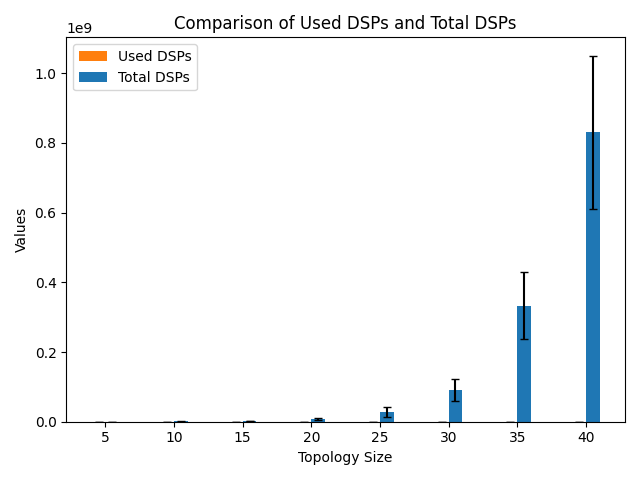 Comparison of Used DSPs and Total DSPs
1e9
Used DSPs
Total DSPs
1.0
0.8
0.6
0.4
0.2
0.0
Values
5 10 15 20 25 30 35 40
Topology Size